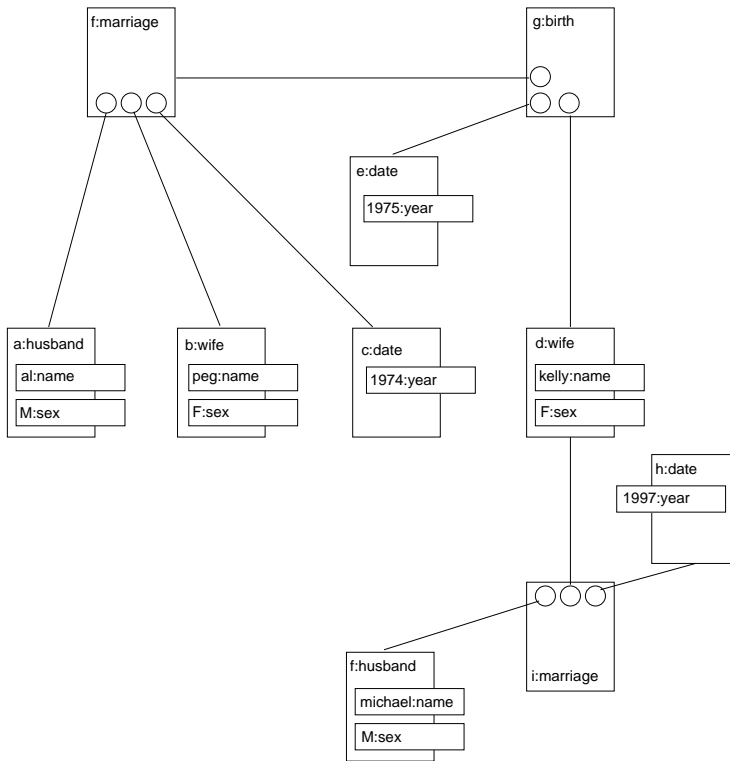 f:marriage
g:birth
e:date
1975:year
a:husband
al:name
M:sex
b:wife
peg:name
F:sex
c:date
1974:year
d:wife
kelly:name
F:sex
h:date
1997:year
f:husband
michael:name
M:sex
i:marriage